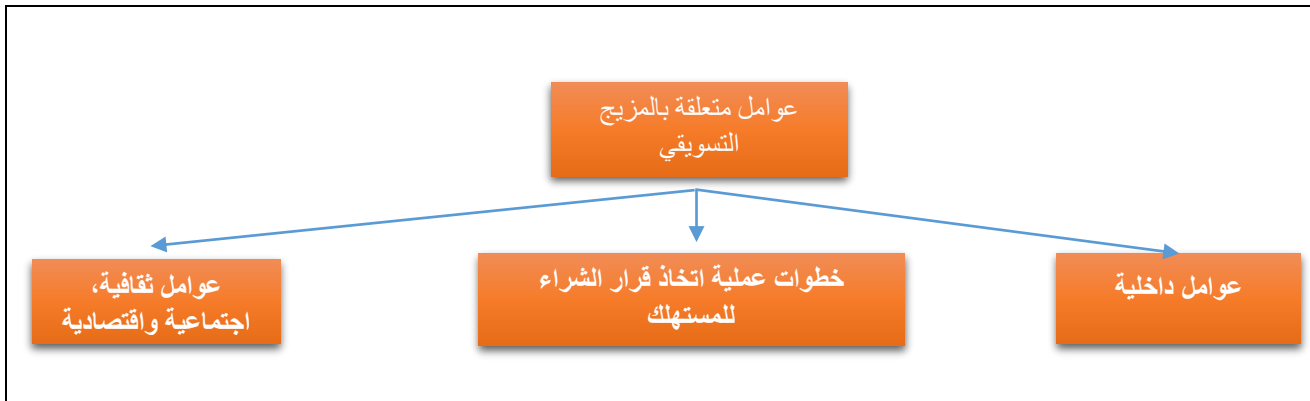 عوامل متعلقة بالمزيج
التسويقي
عوامل داخلية
خطوات عملية اتخاذ قرار الشراء
للمستهلك
عوامل ثقافية،
اجتماعية واقتصادية